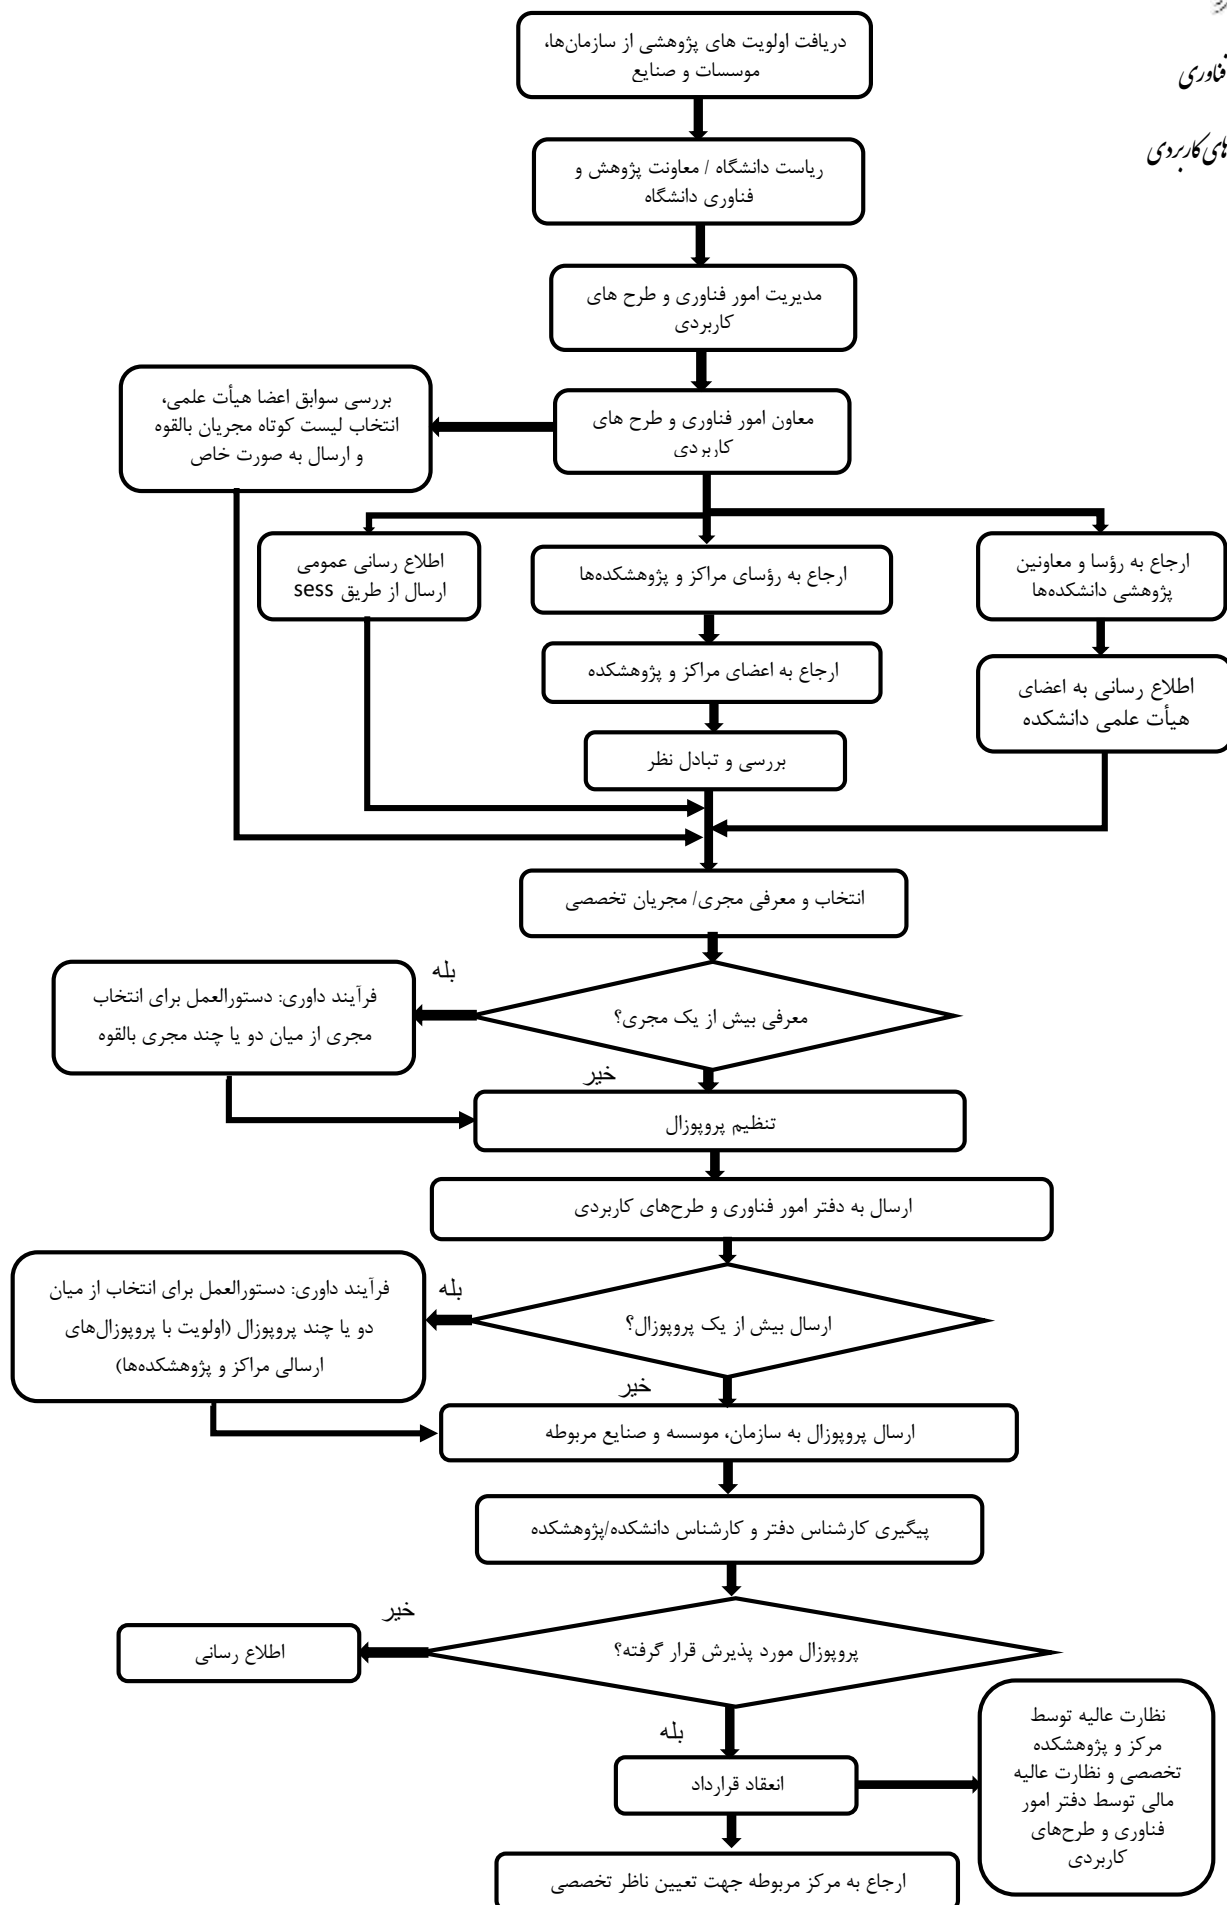 دریافت اولویت های پژوهشی از سازمان‌ها،
موسسات و صنایع
فناوری
های کاربردی
ریاست دانشگاه / معاونت پژوهش و
فناوری دانشگاه
مدیریت امور فناوری و طرح های
کاربردی
معاون امور فناوری و طرح های
کاربردی
بررسی سوابق اعضا هیأت علمی،
انتخاب لیست کوتاه مجریان بالقوه
و ارسال به صورت خاص
ارجاع به رؤسا و معاونین
پژوهشی دانشکده‌ها
ارجاع به رؤسای مراکز و پژوهشکده‌ها
اطلاع رسانی عمومی
ارسال از طریق sess
ارجاع به اعضای مراکز و پژوهشکده
اطلاع رسانی به اعضای
هیأت علمی دانشکده
بررسی و تبادل نظر
انتخاب و معرفی مجری/ مجریان تخصصی
معرفی بیش از یک مجری؟
بله
فرآیند داوری: دستورالعمل برای انتخاب
مجری از میان دو یا چند مجری بالقوه
خیر
تنظیم پروپوزال
ارسال به دفتر امور فناوری و طرح‌های کاربردی
ارسال بیش از یک پروپوزال؟
بله
فرآیند داوری: دستورالعمل برای انتخاب از میان
دو یا چند پروپوزال (اولویت با پروپوزال‌های
ارسالی مراکز و پژوهشکده‌ها)
خیر
ارسال پروپوزال به سازمان، موسسه و صنایع مربوطه
پیگیری کارشناس دفتر و کارشناس دانشکده/پژوهشکده
پروپوزال مورد پذیرش قرار گرفته؟
خیر
اطلاع رسانی
بله
انعقاد قرارداد
نظارت عالیه توسط
مرکز و پژوهشکده
تخصصی و نظارت عالیه
مالی توسط دفتر امور
فناوری و طرح‌های
کاربردی
ارجاع به مرکز مربوطه جهت تعیین ناظر تخصصی